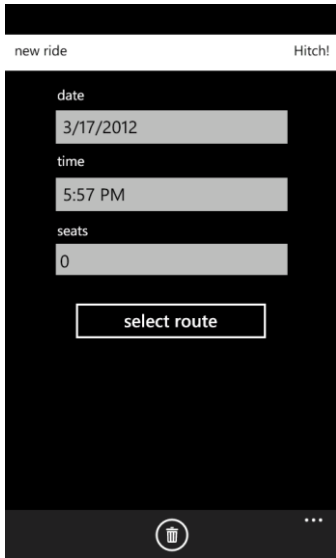 new ride Hitch!
date
3/17/2012
time
5:57 PM
seats
0
select route